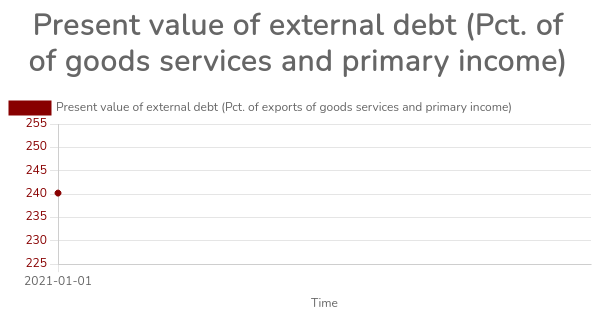 Present value of external debt (Pct. of
of goods services and primary income)
Present value of external debt (Pct. of exports of goods services and primary income)
255
250
245
240
235
230
225
2021-01-01
Time